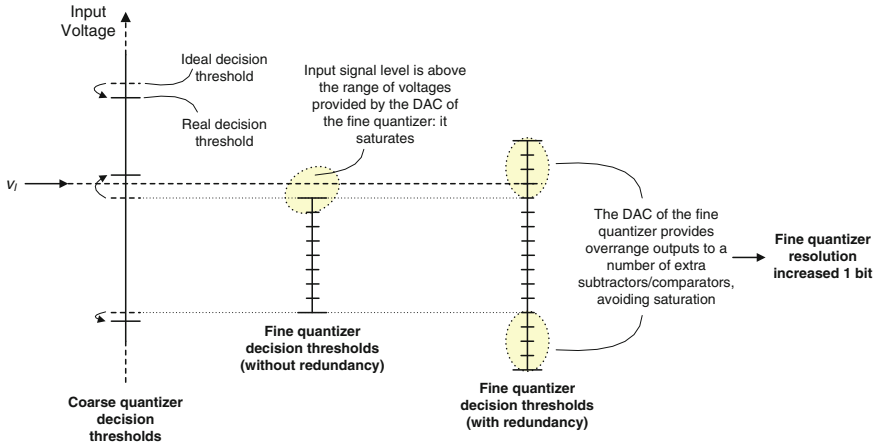 Input
Voltage
Ideal decision
threshold
Real decision
threshold
Input signal level is above
the range of voltages
provided by the DAC of
the fine quantizer: it
saturates
vI
The DAC of the fine
quantizer provides
overrange outputs to a
number of extra
subtractors/comparators,
avoiding saturation
Fine quantizer
resolution
increased 1 bit
Fine quantizer
decision thresholds
(without redundancy)
Fine quantizer
decision thresholds
(with redundancy)
Coarse quantizer
decision
thresholds